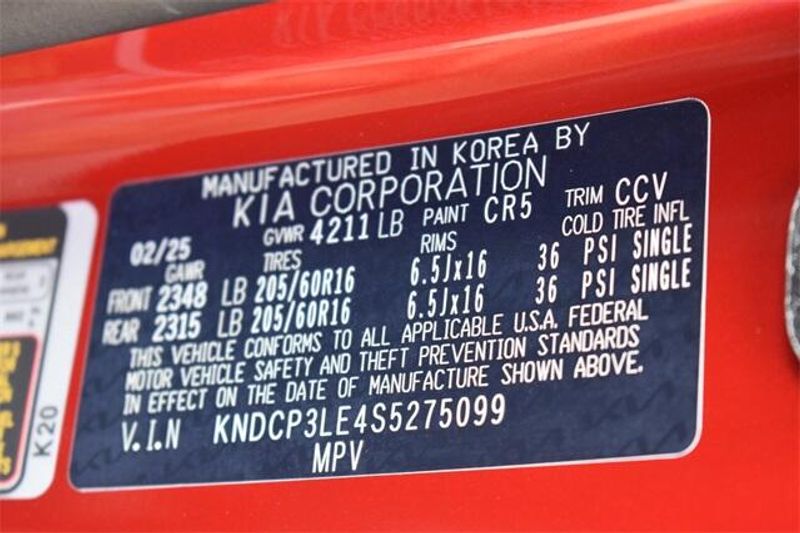 MANUFACTURED IN KOREA BY
KIA CORPORATION
02/25 GVWR 4211 LB PAINT CR5 TRIM CCV
GAWR TIRES RIMS COLD TIRE INFL
FRONT 2348 LB 205/60R16 6.5Jx16 36 PSI SINGLE
REAR 2315 LB 205/60R16 6.5Jx16 36 PSI SINGLE
THIS VEHICLE CONFORMS TO ALL APPLICABLE U.S.A. FEDERAL
MOTOR VEHICLE SAFETY AND THEFT PREVENTION STANDARDS
IN EFFECT ON THE DATE OF MANUFACTURE SHOWN ABOVE.
V.I.N KNDCP3LE4S5275099
MPV
K20